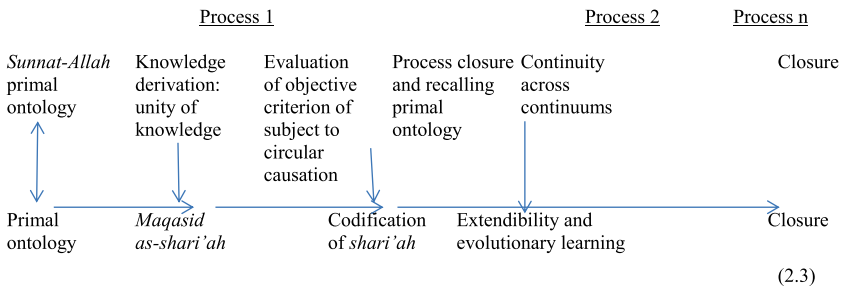 Process 1 Process 2 Process n
Sunnat-Allah Knowledge Evaluation Process closure Continuity Closure
primal derivation: of objective and recalling across
ontology unity of criterion of primal continuums
knowledge subject to ontology
circular
causation
Primal Maqasid Codification Extendibility and Closure
ontology as-shari’ah of shari’ah evolutionary learning
(2.3)